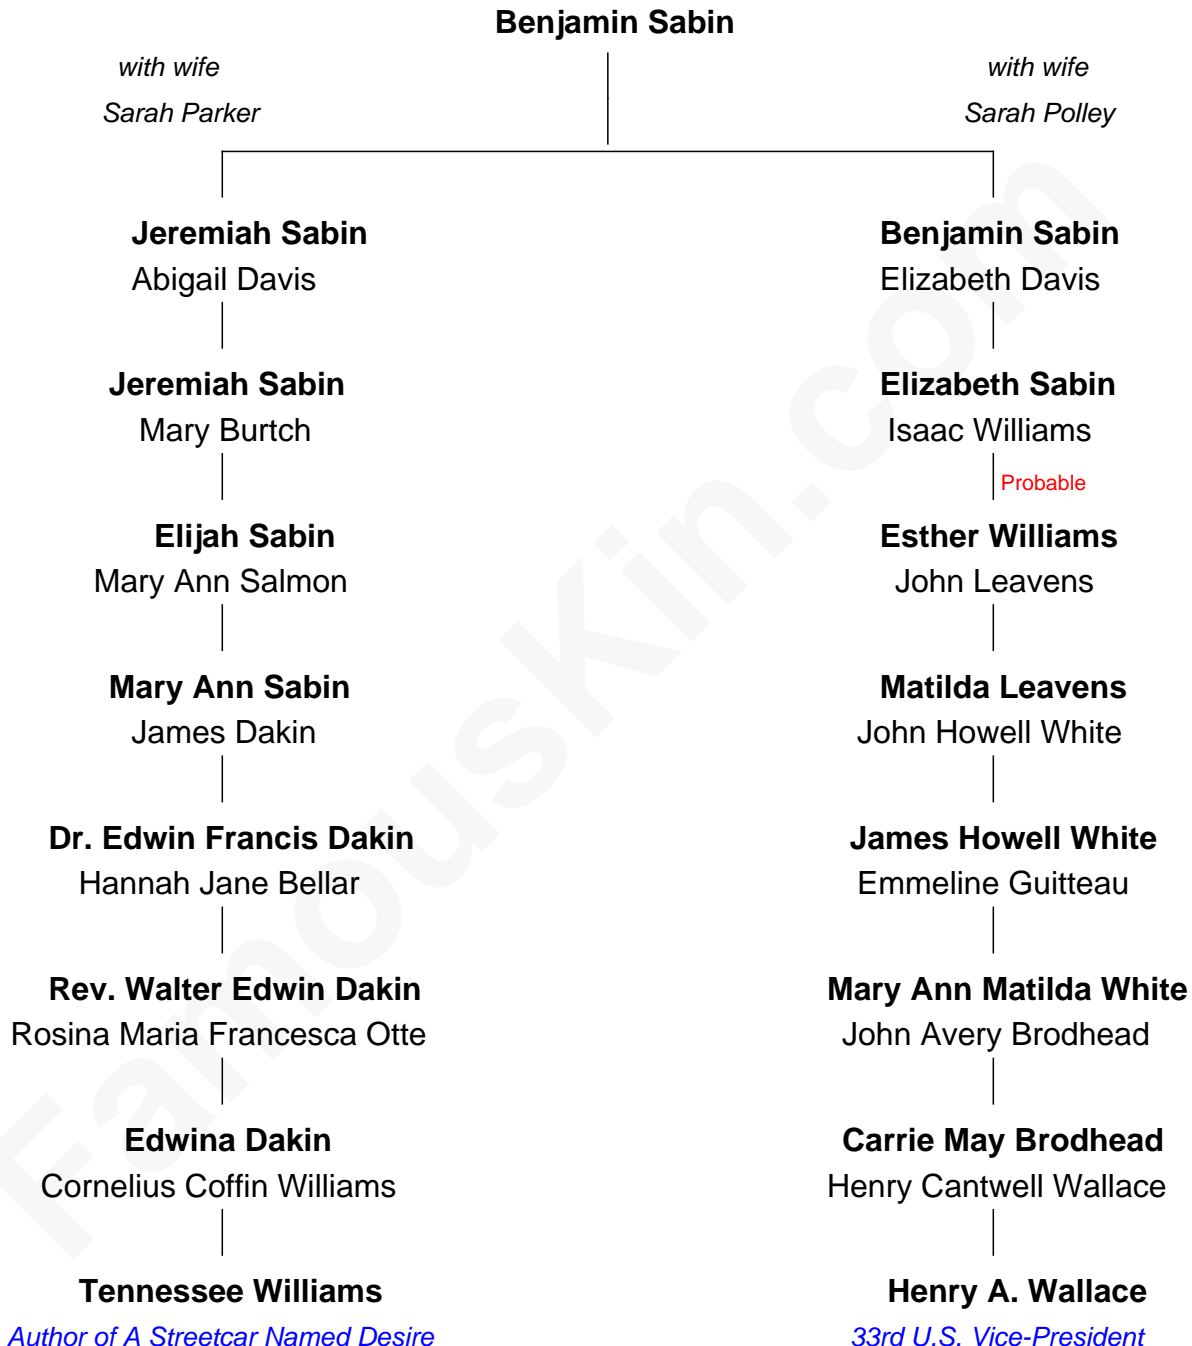 Benjamin Sabin
with wife
Sarah Parker
with wife
Sarah Polley
Jeremiah Sabin
Abigail Davis
Benjamin Sabin
Elizabeth Davis
Jeremiah Sabin
Mary Burtch
Elizabeth Sabin
Isaac Williams
Probable
Elijah Sabin
Mary Ann Salmon
Esther Williams
John Leavens
Mary Ann Sabin
James Dakin
Matilda Leavens
John Howell White
Dr. Edwin Francis Dakin
Hannah Jane Bellar
James Howell White
Emmeline Guitteau
Rev. Walter Edwin Dakin
Rosina Maria Francesca Otte
Mary Ann Matilda White
John Avery Brodhead
Edwina Dakin
Cornelius Coffin Williams
Carrie May Brodhead
Henry Cantwell Wallace
Tennessee Williams
Author of A Streetcar Named Desire
Henry A. Wallace
33rd U.S. Vice-President
FamousKin.com